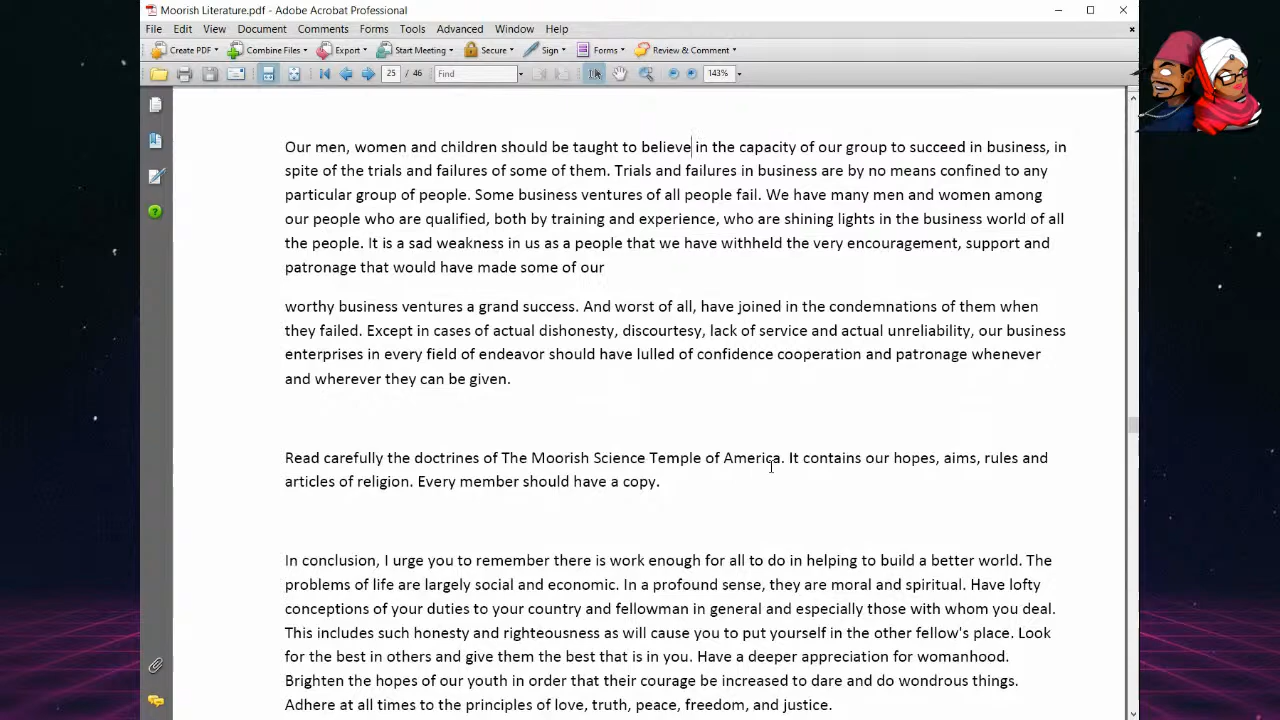 Moorish Literature.pdf - Adobe Acrobat Professional
File Edit View Document Comments Forms Tools Advanced Window Help
Create PDF Combine Files Export Start Meeting Secure Sign Forms Review & Comment
25 / 46 Find 143%
Our men, women and children should be taught to believe in the capacity of our group to succeed in business, in
spite of the trials and failures of some of them. Trials and failures in business are by no means confined to any
particular group of people. Some business ventures of all people fail. We have many men and women among
our people who are qualified, both by training and experience, who are shining lights in the business world of all
the people. It is a sad weakness in us as a people that we have withheld the very encouragement, support and
patronage that would have made some of our
worthy business ventures a grand success. And worst of all, have joined in the condemnations of them when
they failed. Except in cases of actual dishonesty, discourtesy, lack of service and actual unreliability, our business
enterprises in every field of endeavor should have lulled of confidence cooperation and patronage whenever
and wherever they can be given.
Read carefully the doctrines of The Moorish Science Temple of America. It contains our hopes, aims, rules and
articles of religion. Every member should have a copy.
In conclusion, I urge you to remember there is work enough for all to do in helping to build a better world. The
problems of life are largely social and economic. In a profound sense, they are moral and spiritual. Have lofty
conceptions of your duties to your country and fellowman in general and especially those with whom you deal.
This includes such honesty and righteousness as will cause you to put yourself in the other fellow's place. Look
for the best in others and give them the best that is in you. Have a deeper appreciation for womanhood.
Brighten the hopes of our youth in order that their courage be increased to dare and do wondrous things.
Adhere at all times to the principles of love, truth, peace, freedom, and justice.